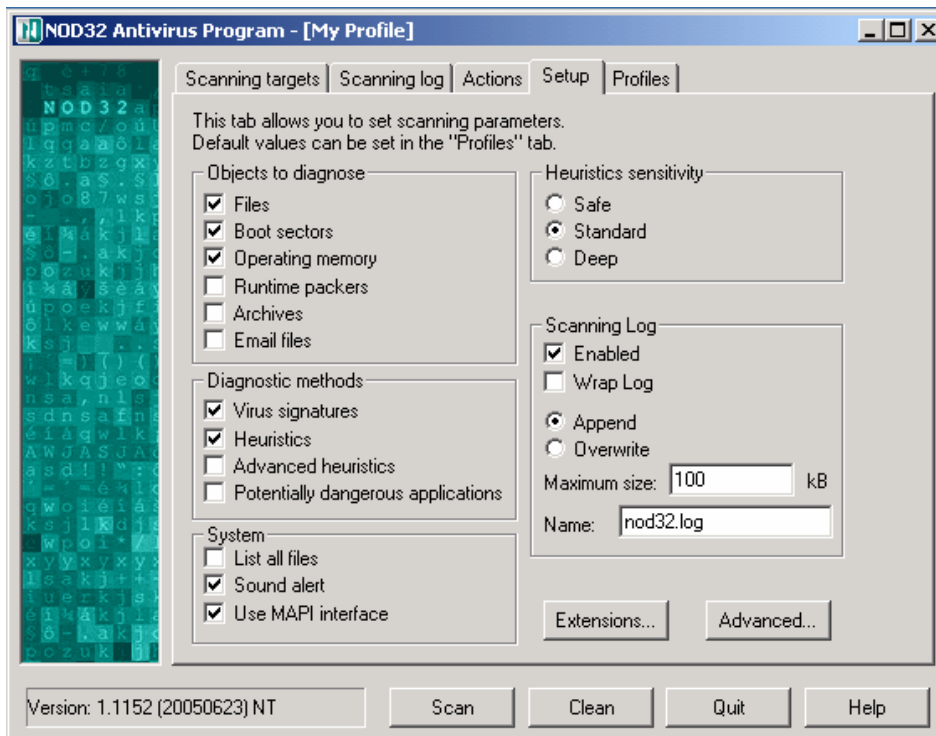 NOD32 Antivirus Program - [My Profile]
NOD32
Scanning targets
Scanning log
Actions
Setup
Profiles
This tab allows you to set scanning parameters.
Default values can be set in the "Profiles" tab.
Objects to diagnose
Files
Boot sectors
Operating memory
Runtime packers
Archives
Email files
Diagnostic methods
Virus signatures
Heuristics
Advanced heuristics
Potentially dangerous applications
System
List all files
Sound alert
Use MAPI interface
Heuristics sensitivity
Safe
Standard
Deep
Scanning Log
Enabled
Wrap Log
Append
Overwrite
Maximum size: 100 kB
Name: nod32.log
Extensions...
Advanced...
Version: 1.1152 (20050623) NT
Scan
Clean
Quit
Help